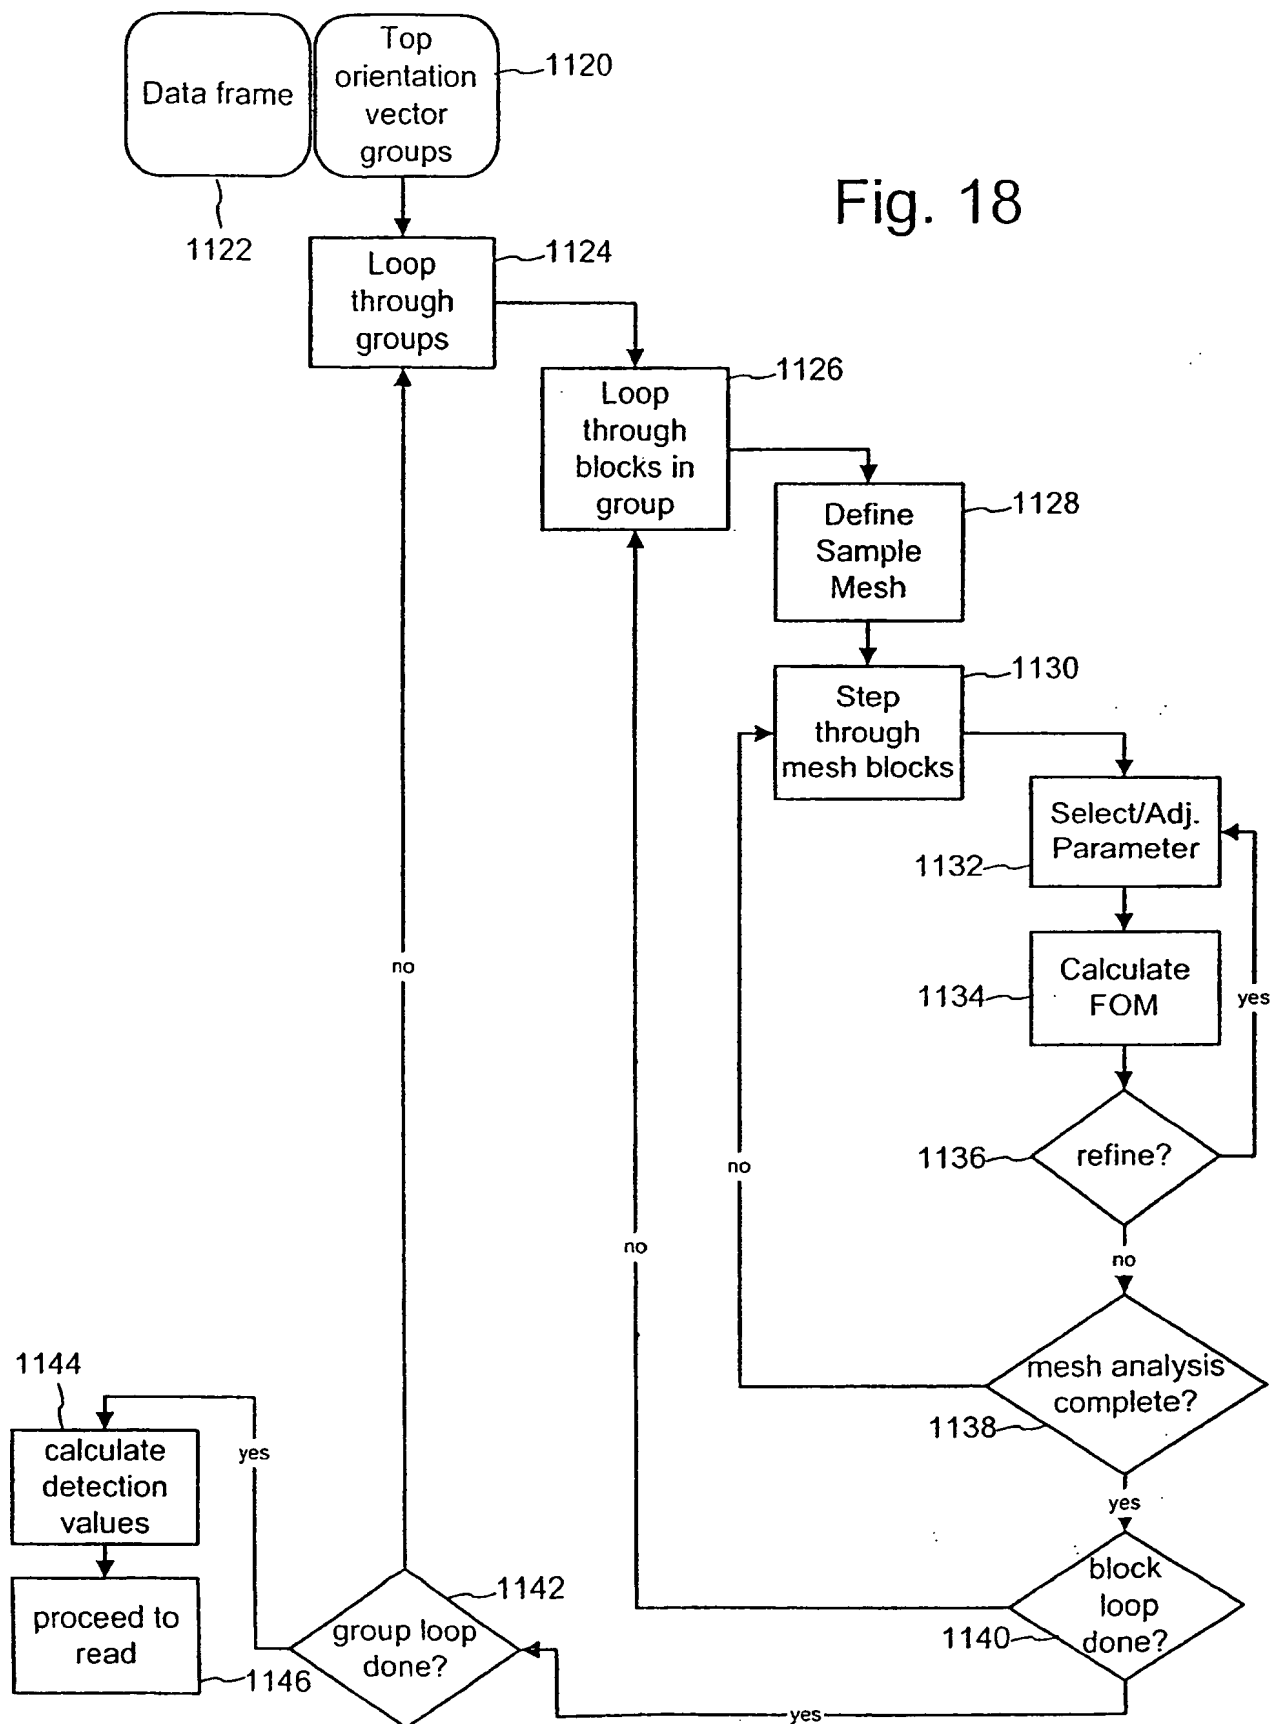 Data frame
Top
orientation
vector
groups
1120
1122
Fig. 18
Loop
through
groups
1124
Loop
through
blocks in
group
1126
Define
Sample
Mesh
1128
Step
through
mesh blocks
1130
Select/Adj.
Parameter
1132
Calculate
FOM
1134
yes
refine?
1136
no
mesh analysis
complete?
1138
no
yes
block
loop
done?
1140
no
yes
group loop
done?
1142
no
yes
1144
calculate
detection
values
proceed to
read
1146